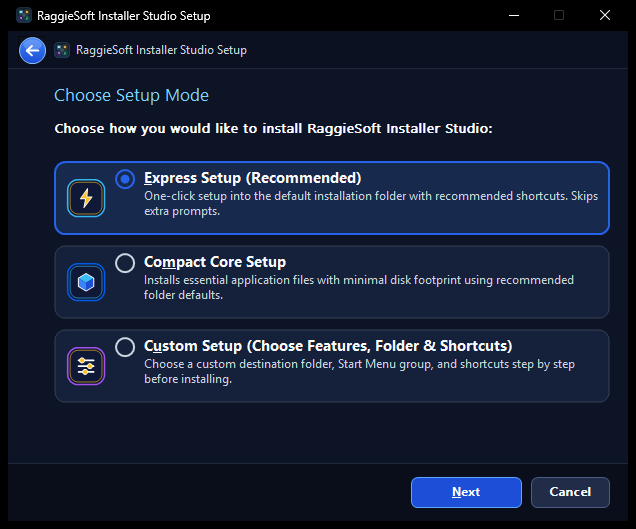 RaggieSoft Installer Studio Setup
RaggieSoft Installer Studio Setup
Choose Setup Mode
Choose how you would like to install RaggieSoft Installer Studio:
Express Setup (Recommended)
One-click setup into the default installation folder with recommended shortcuts. Skips
extra prompts.
Compact Core Setup
Installs essential application files with minimal disk footprint using recommended
folder defaults.
Custom Setup (Choose Features, Folder & Shortcuts)
Choose a custom destination folder, Start Menu group, and shortcuts step by step
before installing.
Next
Cancel